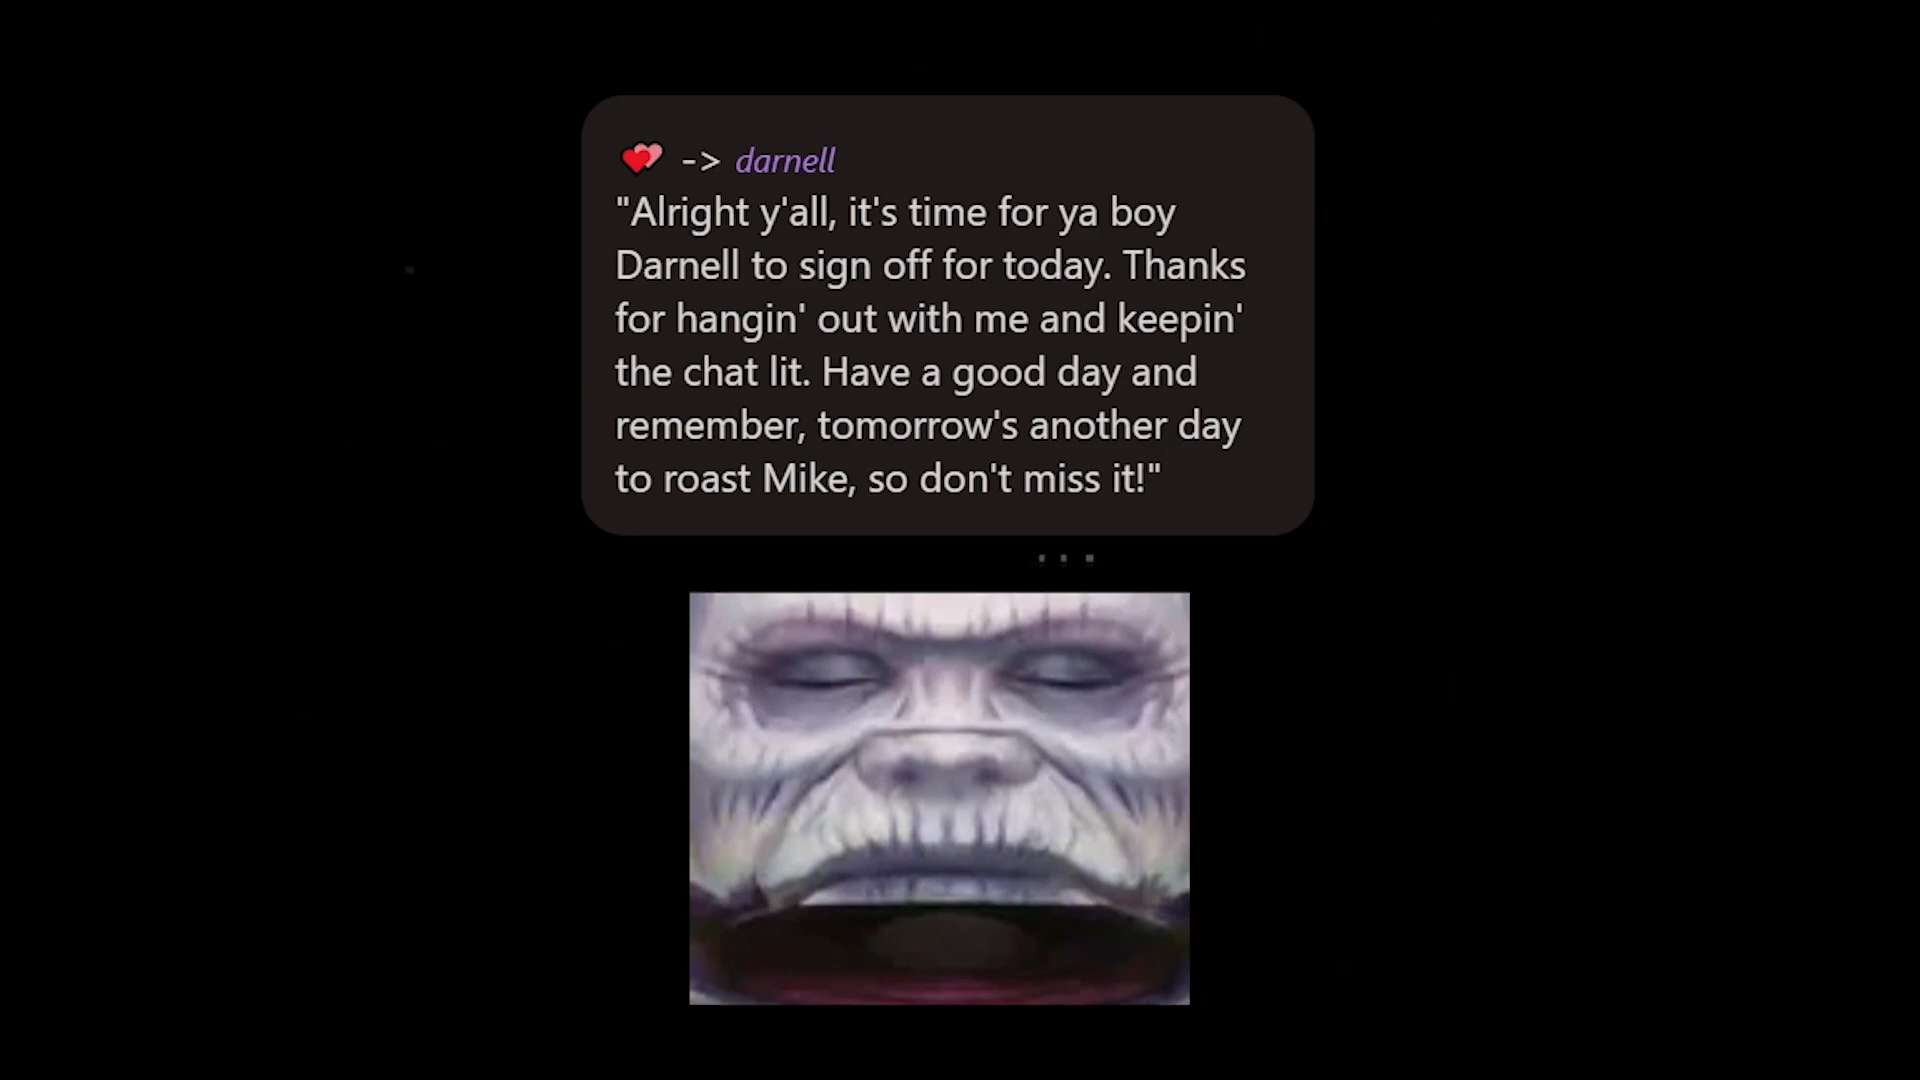 -> darnell
"Alright y'all, it's time for ya boy
Darnell to sign off for today. Thanks
for hangin' out with me and keepin'
the chat lit. Have a good day and
remember, tomorrow's another day
to roast Mike, so don't miss it!"
...